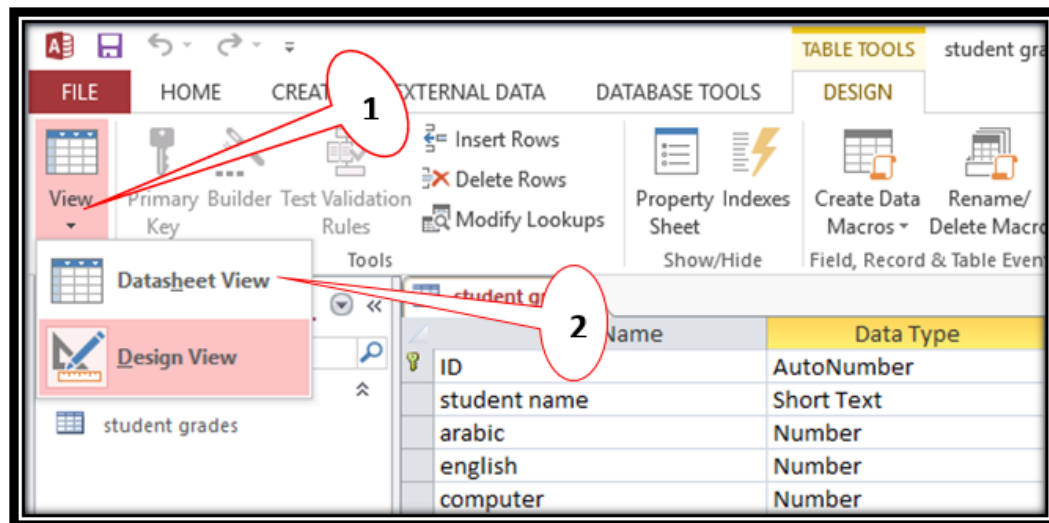 TABLE TOOLS student gra
FILE HOME CREAT EXTERNAL DATA DATABASE TOOLS DESIGN
1
View
Primary Key
Builder
Test Validation Rules
Insert Rows
Delete Rows
Modify Lookups
Tools
Property Sheet
Indexes
Show/Hide
Create Data Macros
Rename/ Delete Macro
Field, Record & Table Even
Datasheet View
Design View
2
student grades
student gr
Name Data Type
ID AutoNumber
student name Short Text
arabic Number
english Number
computer Number